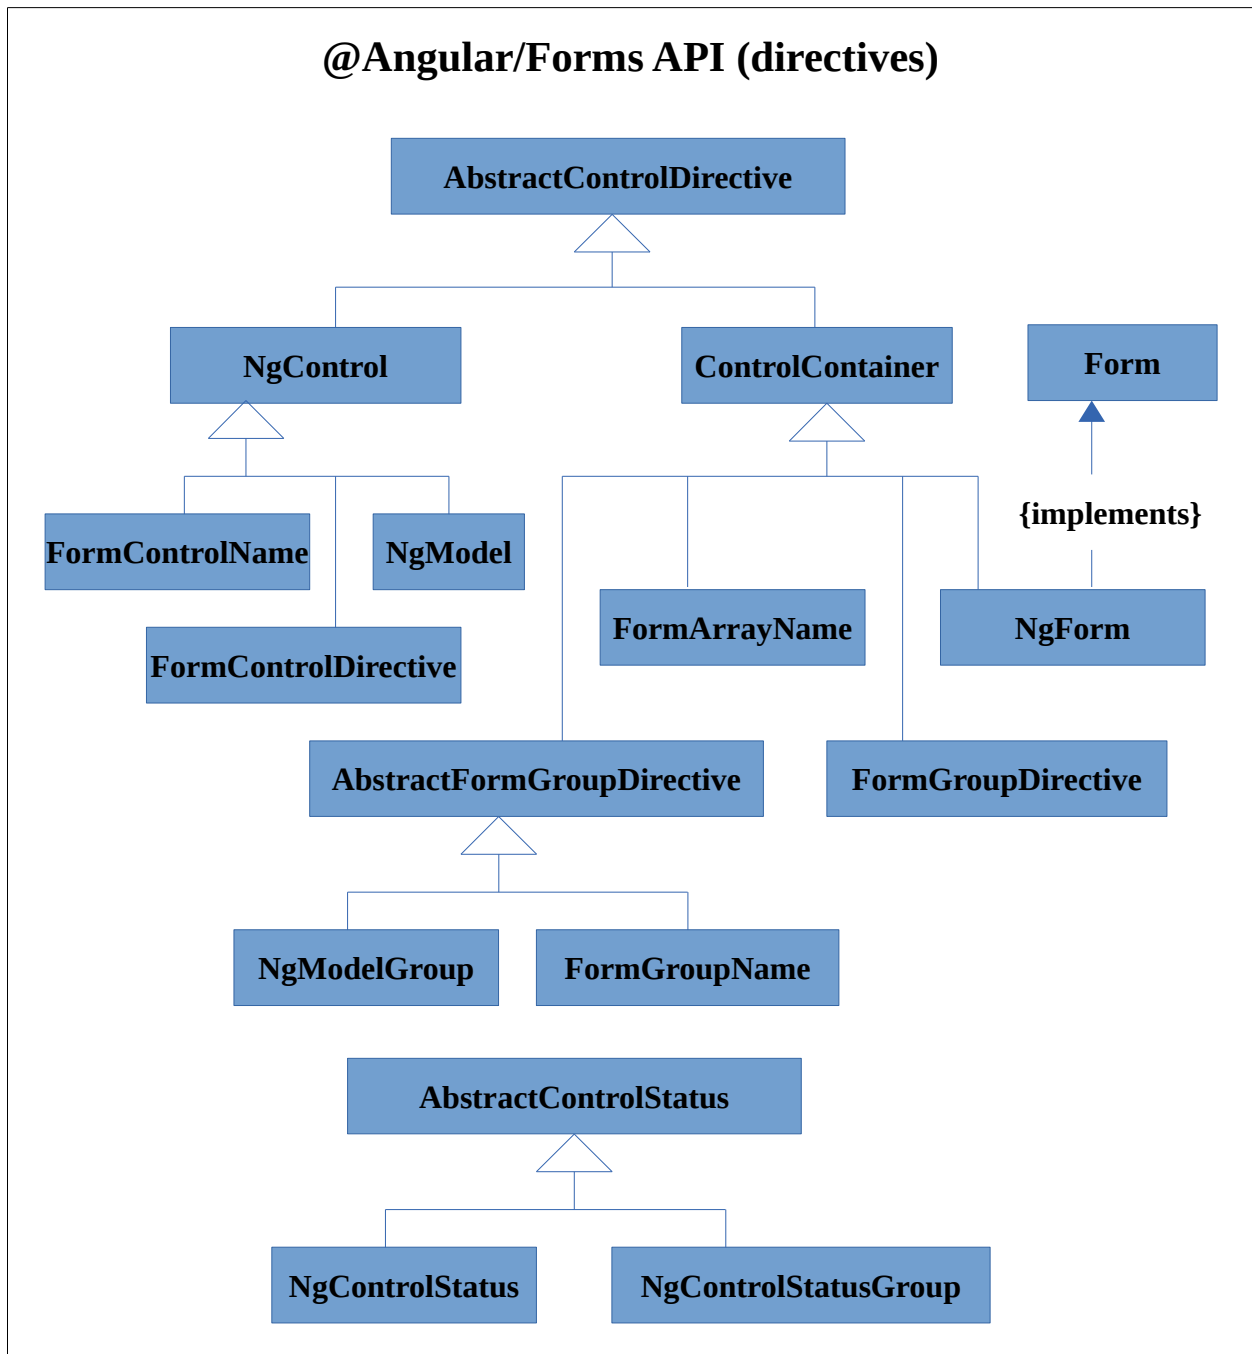 @Angular/Forms API (directives)
AbstractControlDirective
NgControl
ControlContainer
Form
{implements}
FormControlName
NgModel
FormArrayName
NgForm
FormControlDirective
AbstractFormGroupDirective
FormGroupDirective
NgModelGroup
FormGroupName
AbstractControlStatus
NgControlStatus
NgControlStatusGroup